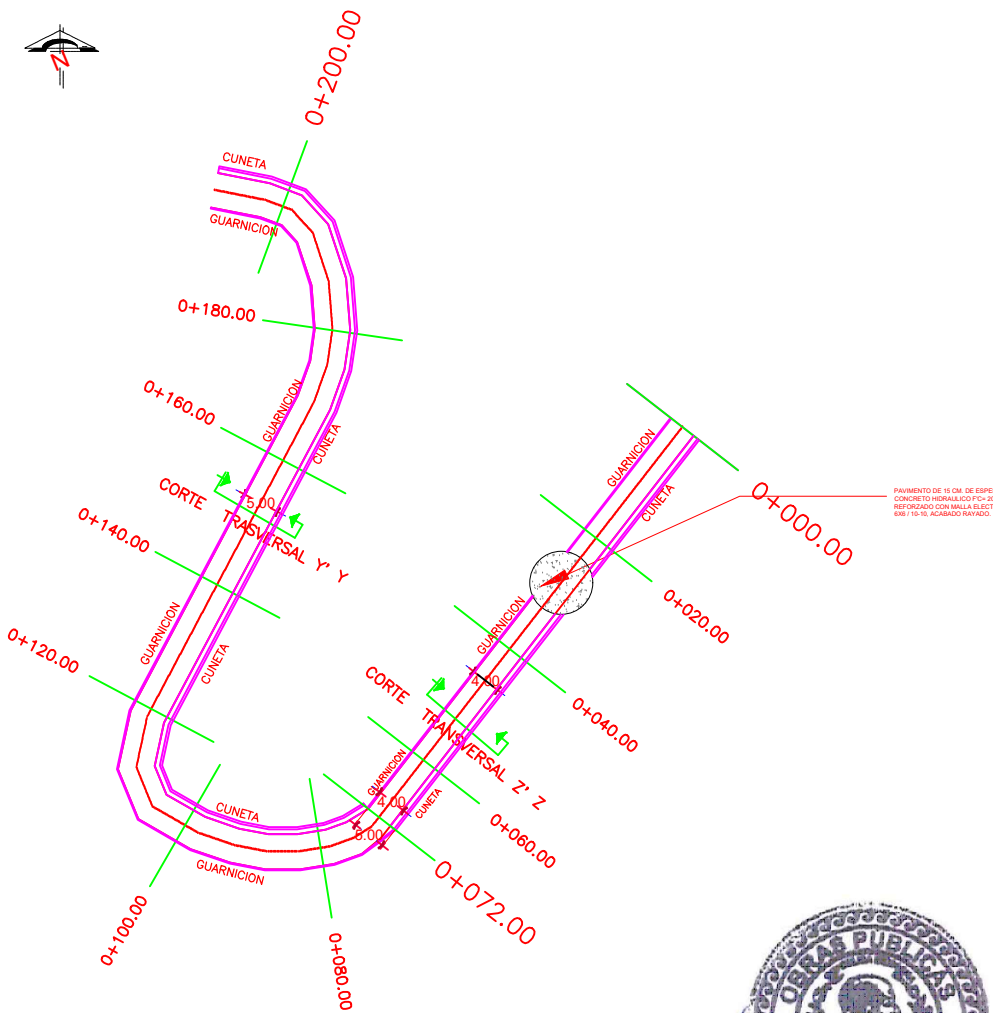 N
0+200.00
CUNETA
GUARNICION
0+180.00
0+160.00
GUARNICION
CUNETA
CORTE TRASVERSAL Y' Y
5.00
0+140.00
GUARNICION
CUNETA
0+120.00
CUNETA
GUARNICION
0+100.00
0+080.00
GUARNICION
CUNETA
0+000.00
PAVIMENTO DE 15 CM. DE ESPE
CONCRETO HIDRAULICO F'C= 20
REFORZADO CON MALLA ELECT
6X6 / 10-10, ACABADO RAYADO.
0+020.00
GUARNICION
4.00
0+040.00
CORTE TRANSVERSAL Z' Z
GUARNICION
CUNETA
4.00
5.00
0+060.00
0+072.00
OBRAS PUBLICAS